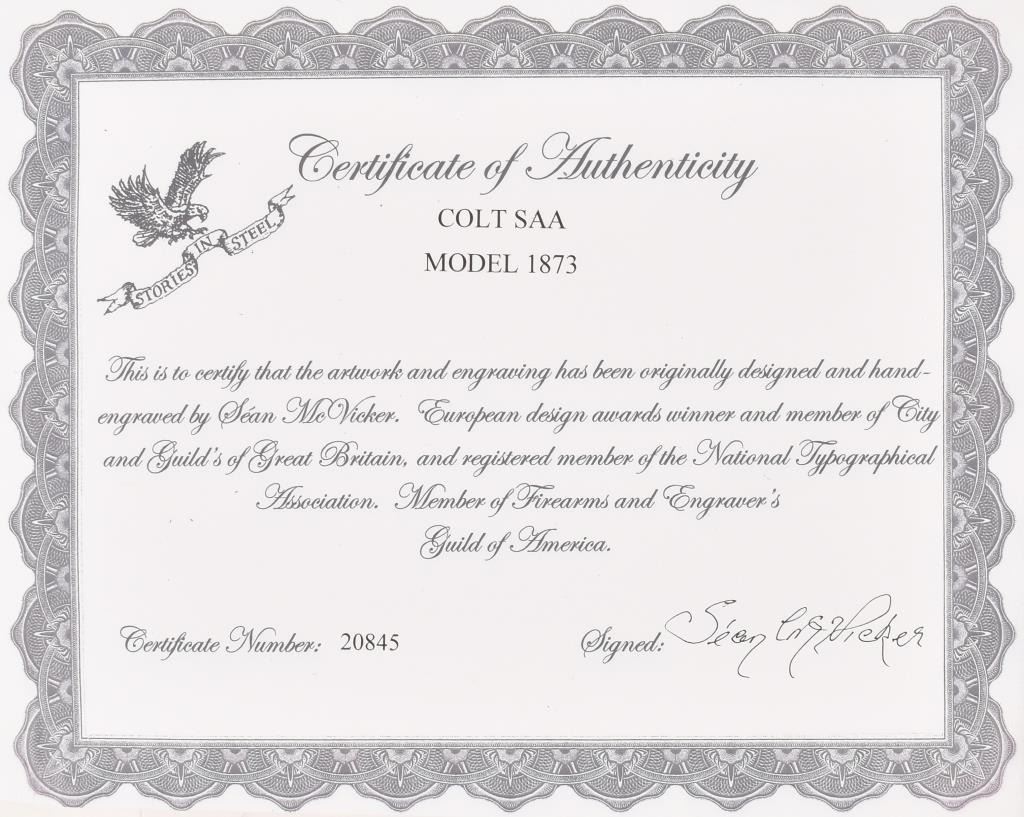 Certificate of Authenticity
COLT SAA
MODEL 1873
STORIES IN STEEL
This is to certify that the artwork and engraving has been originally designed and hand-
engraved by Séan McVicker. European design awards winner and member of City
and Guild's of Great Britain, and registered member of the National Typographical
Association. Member of Firearms and Engraver's
Guild of America.
Certificate Number: 20845
Signed: Séan McVicker